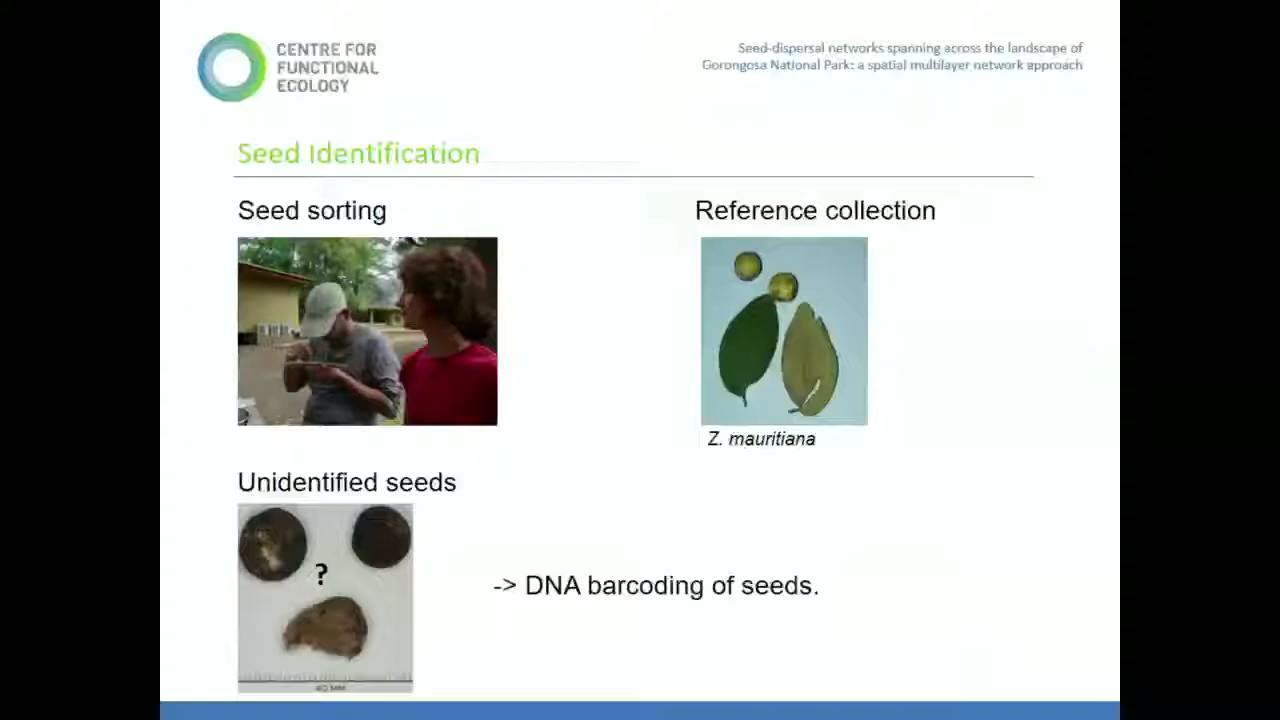 CENTRE FOR
FUNCTIONAL
ECOLOGY
Seed-dispersal networks spanning across the landscape of
Gorongosa National Park: a spatial multilayer network approach
Seed Identification
Seed sorting
Reference collection
Z. mauritiana
Unidentified seeds
?
-> DNA barcoding of seeds.